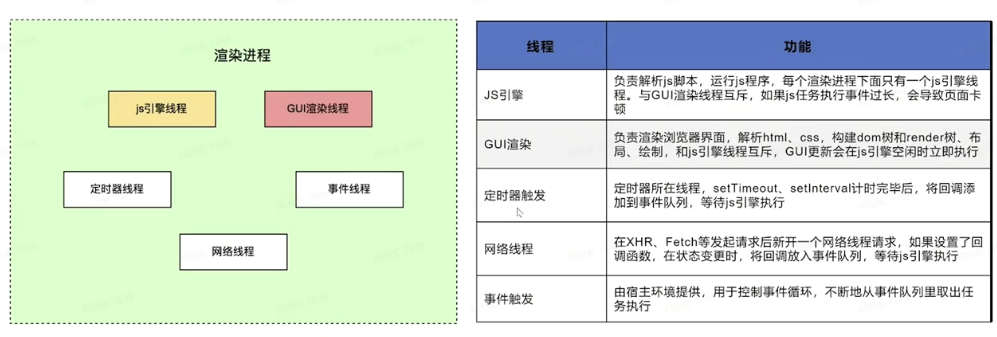 渲染进程
js引擎线程
GUI渲染线程
定时器线程
事件线程
网络线程
线程
功能
JS引擎
负责解析js脚本，运行js程序，每个渲染进程下面只有一个js引擎线
程。与GUI渲染线程互斥，如果js任务执行事件过长，会导致页面卡
顿
GUI渲染
负责渲染浏览器界面，解析html、css，构建dom树和render树、布
局、绘制，和js引擎线程互斥，GUI更新会在js引擎空闲时立即执行
定时器触发
定时器所在线程，setTimeout、setInterval计时完毕后，将回调添
加到事件队列，等待js引擎执行
网络线程
在XHR、Fetch等发起请求后新开一个网络线程请求，如果设置了回
调函数，在状态变更时，将回调放入事件队列，等待js引擎执行
事件触发
由宿主环境提供，用于控制事件循环，不断地从事件队列里取出任
务执行